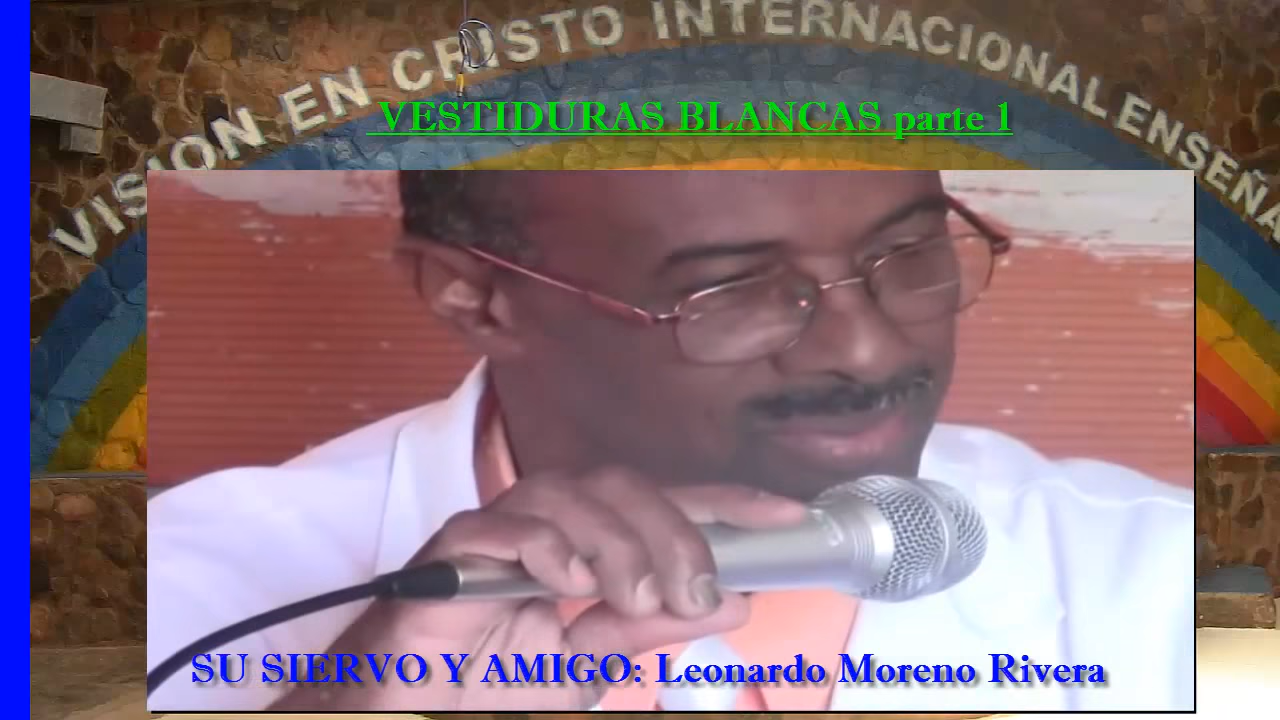 VISION EN CRISTO INTERNACIONAL ENSEÑA
VESTIDURAS BLANCAS parte 1
SU SIERVO Y AMIGO: Leonardo Moreno Rivera